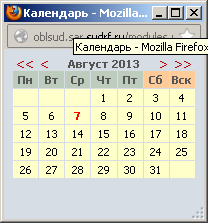 Календарь - Mozilla...
oblsud.sar.sudrf.ru/modules
Календарь - Mozilla Firefox
<< < Август 2013 > >>
Пн Вт Ср Чт Пт Сб Вск
1 2 3 4
5 6 7 8 9 10 11
12 13 14 15 16 17 18
19 20 21 22 23 24 25
26 27 28 29 30 31